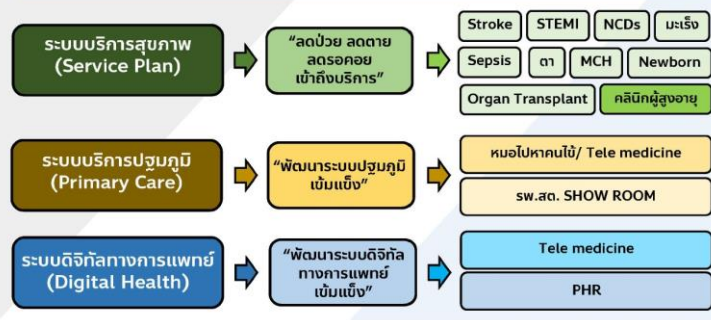 ระบบบริการสุขภาพ
(Service Plan)
“ลดป่วย ลดตาย
ลดรอคอย
เข้าถึงบริการ”
Stroke STEMI NCDs มะเร็ง
Sepsis ตา MCH Newborn
Organ Transplant คลินิกผู้สูงอายุ
ระบบบริการปฐมภูมิ
(Primary Care)
“พัฒนาระบบปฐมภูมิ
เข้มแข็ง”
หมอไปหาคนไข้/ Tele medicine
รพ.สต. SHOW ROOM
ระบบดิจิทัลทางการแพทย์
(Digital Health)
“พัฒนาระบบดิจิทัล
ทางการแพทย์
เข้มแข็ง”
Tele medicine
PHR